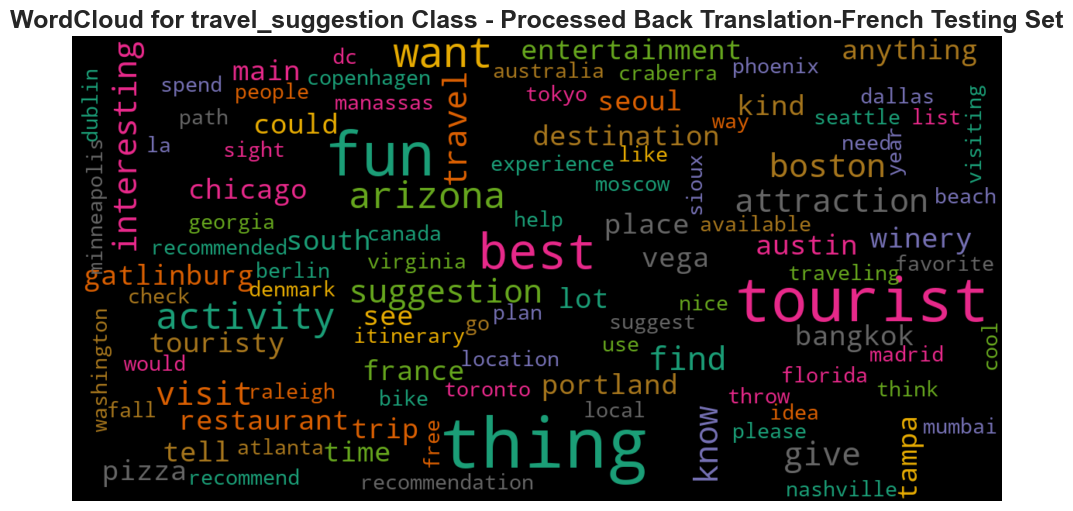 WordCloud for travel_suggestion Class - Processed Back Translation-French Testing Set
dublin
interesting
spend
main
dc
copenhagen
want
entertainment
anything
people
manassas
travel
australia
craberra
phoenix
path
could
tokyo
seoul
kind
dallas
la
sight
fun
destination
way
seattle
list
visiting
minneapolis
chicago
arizona
experience
like
need
year
boston
moscow
sioux
attraction
beach
georgia
help
place
available
recommended
south
canada
best
vega
austin
winery
gatlinburg
berlin
virginia
traveling
favorite
check
denmark
suggestion
lot
nice
tourist
activity
see
go
plan
suggest
touristy
itinerary
use
bangkok
cool
washington
would
france
location
find
madrid
visit
raleigh
bike
toronto
portland
florida
think
fall
restaurant
trip
free
thing
local
know
throw
idea
please
tampa
mumbai
tell
atlanta
time
give
pizza
recommend
recommendation
nashville